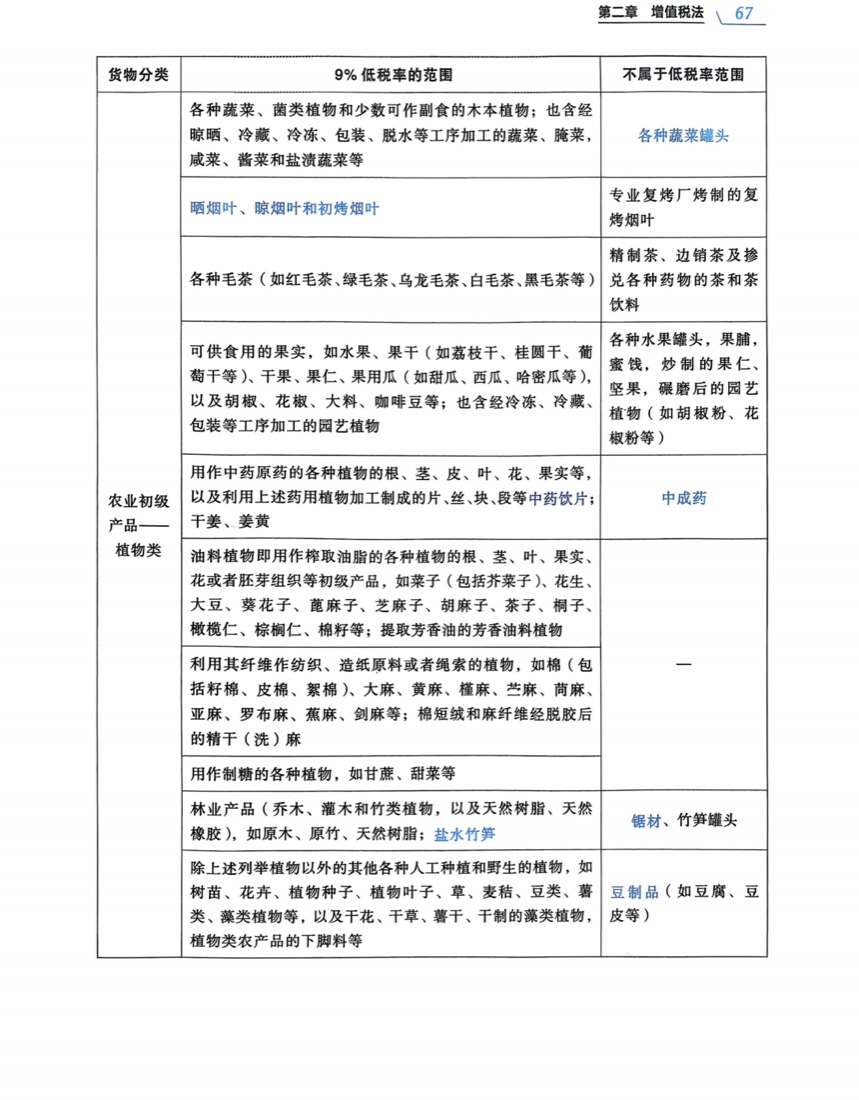 第二章 增值税法 67
货物分类
9% 低税率的范围
不属于低税率范围
农业初级
产品——
植物类
各种蔬菜、菌类植物和少数可作副食的木本植物；也含经
晾晒、冷藏、冷冻、包装、脱水等工序加工的蔬菜、腌菜，
咸菜、酱菜和盐渍蔬菜等
各种蔬菜罐头
晒烟叶、晾烟叶和初烤烟叶
专业复烤厂烤制的复
烤烟叶
各种毛茶（如红毛茶、绿毛茶、乌龙毛茶、白毛茶、黑毛茶等）
精制茶、边销茶及掺
兑各种药物的茶和茶
饮料
可供食用的果实，如水果、果干（如荔枝干、桂圆干、葡
萄干等）、干果、果仁、果用瓜（如甜瓜、西瓜、哈密瓜等），
以及胡椒、花椒、大料、咖啡豆等；也含经冷冻、冷藏、
包装等工序加工的园艺植物
各种水果罐头，果脯，
蜜饯，炒制的果仁、
坚果，碾磨后的园艺
植物（如胡椒粉、花
椒粉等）
用作中药原药的各种植物的根、茎、皮、叶、花、果实等，
以及利用上述药用植物加工制成的片、丝、块、段等中药饮片；
干姜、姜黄
中成药
油料植物即用作榨取油脂的各种植物的根、茎、叶、果实、
花或者胚芽组织等初级产品，如菜子（包括芥菜子）、花生、
大豆、葵花子、蓖麻子、芝麻子、胡麻子、茶子、桐子、
橄榄仁、棕榈仁、棉籽等；提取芳香油的芳香油料植物
利用其纤维作纺织、造纸原料或者绳索的植物，如棉（包
括籽棉、皮棉、絮棉）、大麻、黄麻、槿麻、苎麻、苘麻、
亚麻、罗布麻、蕉麻、剑麻等；棉短绒和麻纤维经脱胶后
的精干（洗）麻
用作制糖的各种植物，如甘蔗、甜菜等
—
林业产品（乔木、灌木和竹类植物，以及天然树脂、天然
橡胶），如原木、原竹、天然树脂；盐水竹笋
锯材、竹笋罐头
除上述列举植物以外的其他各种人工种植和野生的植物，如
树苗、花卉、植物种子、植物叶子、草、麦秸、豆类、薯
类、藻类植物等，以及干花、干草、薯干、干制的藻类植物，
植物类农产品的下脚料等
豆制品（如豆腐、豆
皮等）